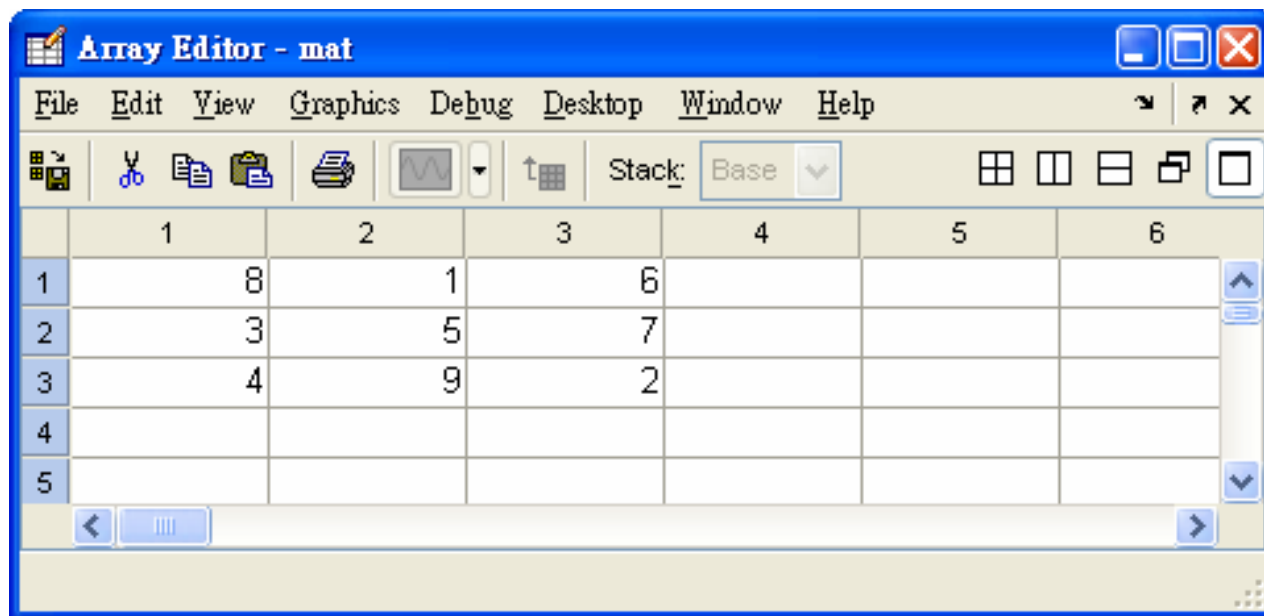 Array Editor - mat
File Edit View Graphics Debug Desktop Window Help
Stack: Base
1 2 3 4 5 6
1 8 1 6
2 3 5 7
3 4 9 2
4
5